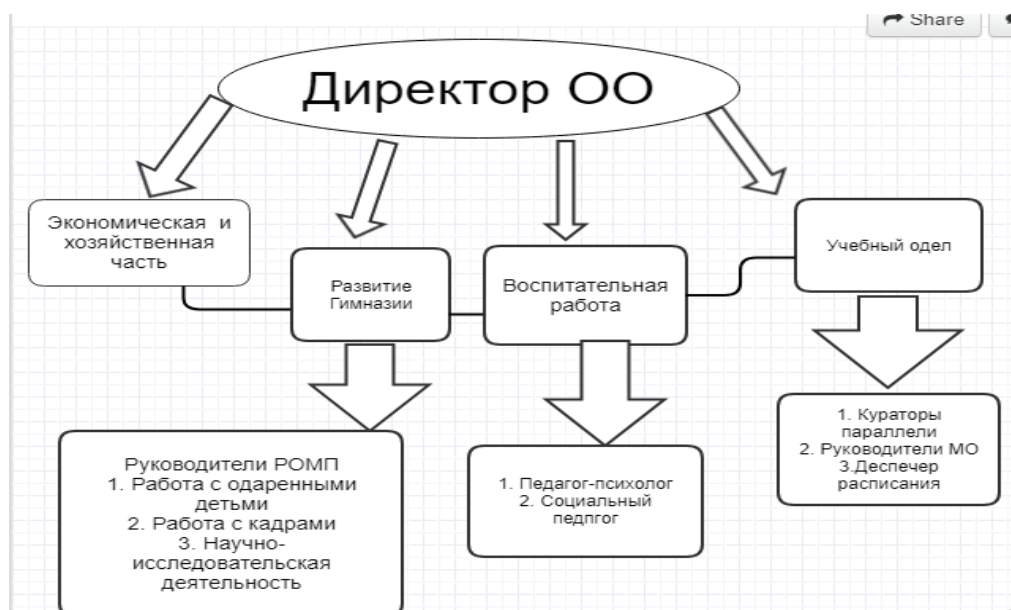 Share
Директор ОО
Экономическая и
хозяйственная
часть
Развитие
Гимназии
Воспитательная
работа
Учебный одел
Руководители РОМП
1. Работа с одаренными
детьми
2. Работа с кадрами
3. Научно-
исследовательская
деятельность
1. Педагог-психолог
2. Социальный
педпгог
1. Кураторы
параллели
2. Руководители МО
3.Деспечер
расписания